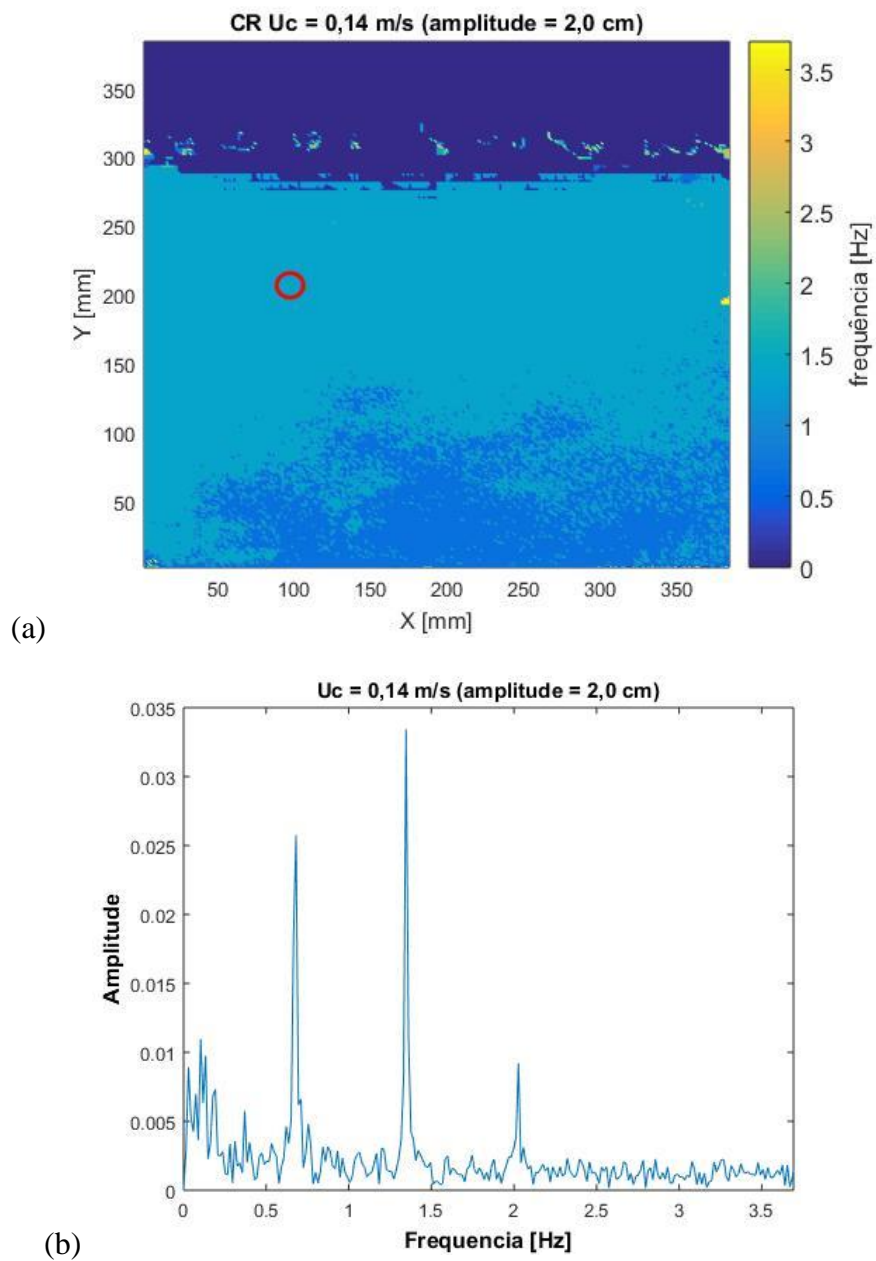 CR Uc = 0,14 m/s (amplitude = 2,0 cm)
350
300
250
200
150
100
50
Y [mm]
50 100 150 200 250 300 350
X [mm]
3.5
3
2.5
2
1.5
1
0.5
0
frequência [Hz]
(a)
Uc = 0,14 m/s (amplitude = 2,0 cm)
0.035
0.03
0.025
0.02
0.015
0.01
0.005
0
Amplitude
0 0.5 1 1.5 2 2.5 3 3.5
Frequencia [Hz]
(b)